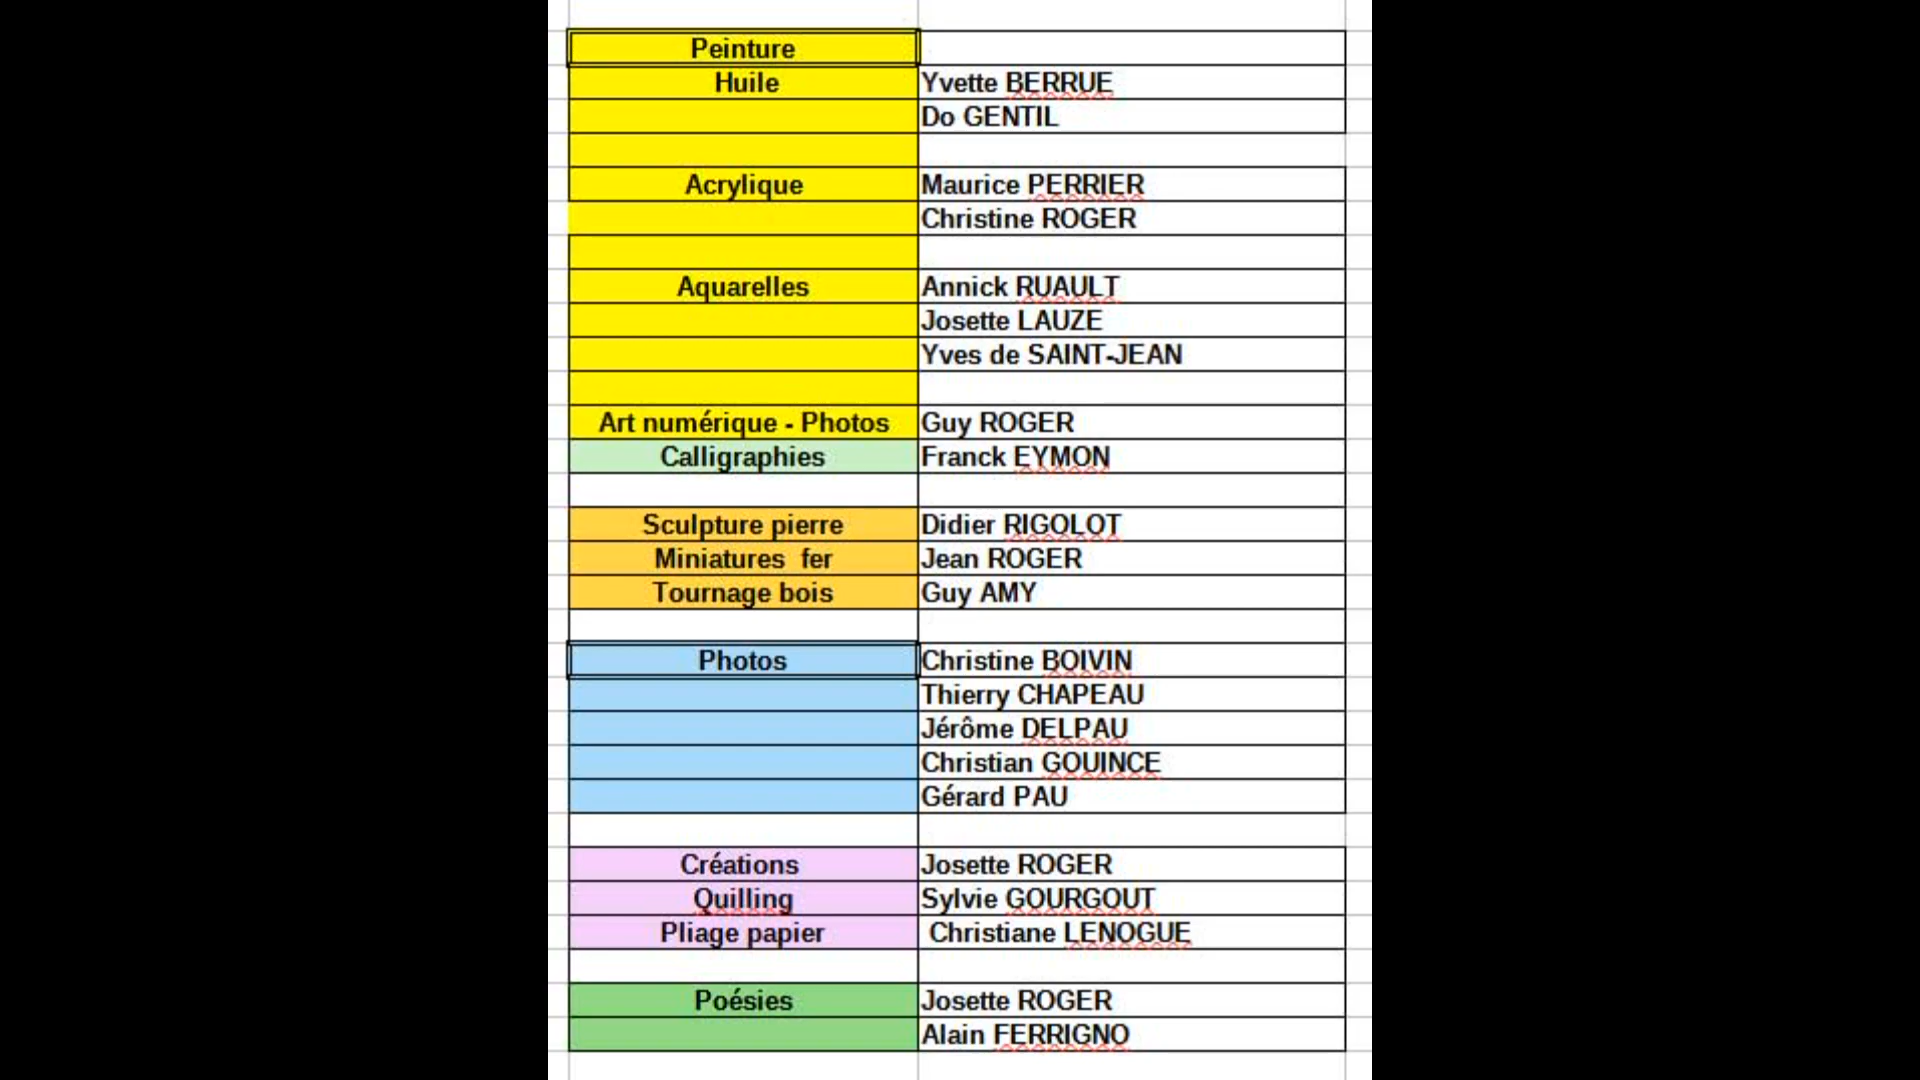 Peinture
Huile Yvette BERRUE
Do GENTIL
Acrylique Maurice PERRIER
Christine ROGER
Aquarelles Annick RUAULT
Josette LAUZE
Yves de SAINT-JEAN
Art numérique - Photos Guy ROGER
Calligraphies Franck EYMON
Sculpture pierre Didier RIGOLOT
Miniatures  fer Jean ROGER
Tournage bois Guy AMY
Photos Christine BOIVIN
Thierry CHAPEAU
Jérôme DELPAU
Christian GOUINCE
Gérard PAU
Créations Josette ROGER
Quilling Sylvie GOURGOUT
Pliage papier Christiane LENOGUE
Poésies Josette ROGER
Alain FERRIGNO